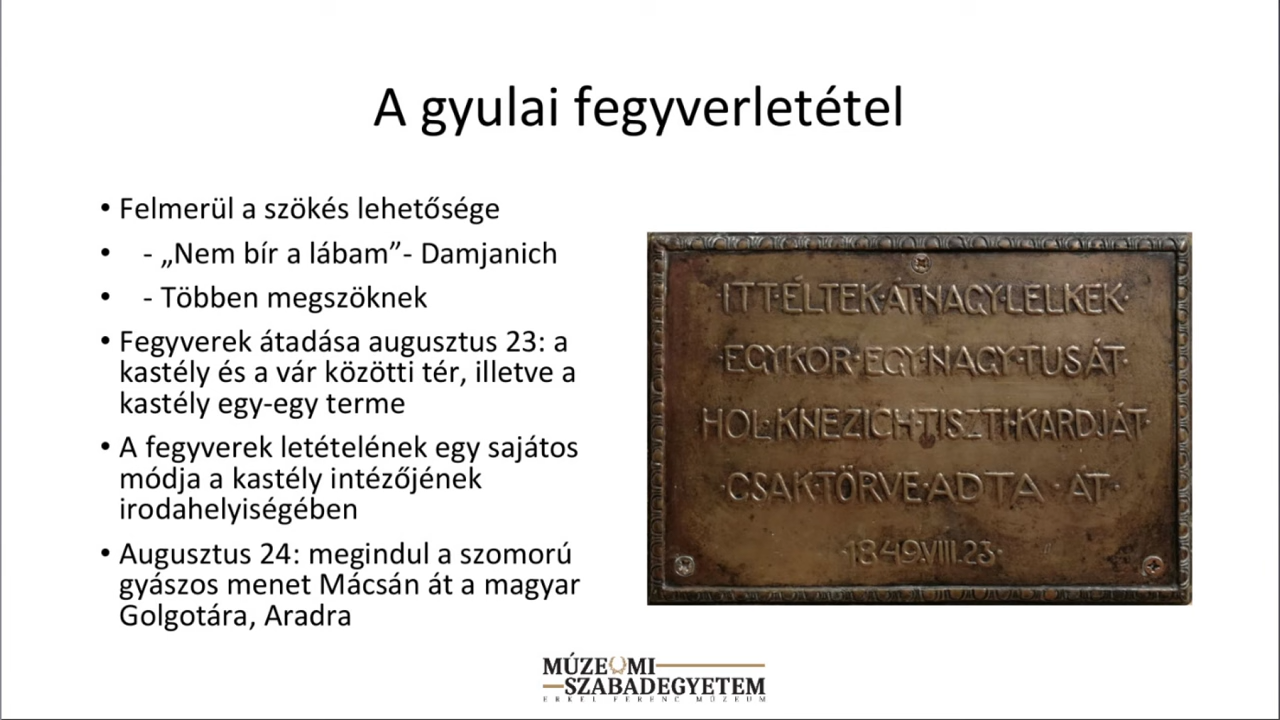 A gyulai fegyverletétel
• Felmerül a szökés lehetősége
• - „Nem bír a lábam”- Damjanich
• - Többen megszöknek
• Fegyverek átadása augusztus 23: a
kastély és a vár közötti tér, illetve a
kastély egy-egy terme
• A fegyverek letételének egy sajátos
módja a kastély intézőjének
irodahelyiségében
• Augusztus 24: megindul a szomorú
gyászos menet Mácsán át a magyar
Golgotára, Aradra
ITT·ÉLTEK·ÁT·NAGY·LELKEK·
·EGYKOR·EGY·NAGY·TUSÁT·
HOL·KNEZICH·TISZTI·KARDJÁT·
·CSAK·TÖRVE·ADTA·ÁT·
·1849.VIII.23·
MÚZEUMI
SZABADEGYETEM
ERKEL FERENC MÚZEUM